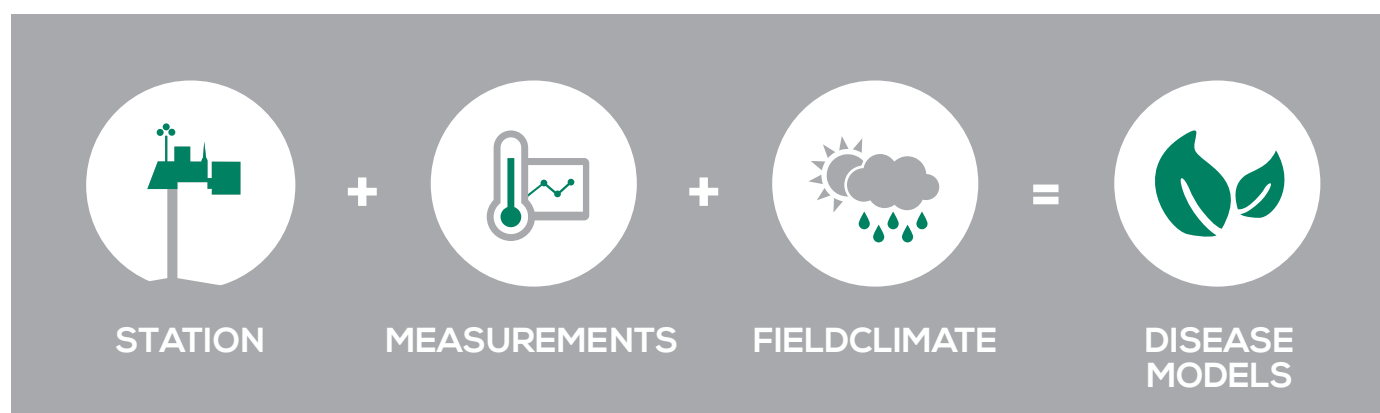 + + =
STATION MEASUREMENTS FIELDCLIMATE DISEASE
MODELS